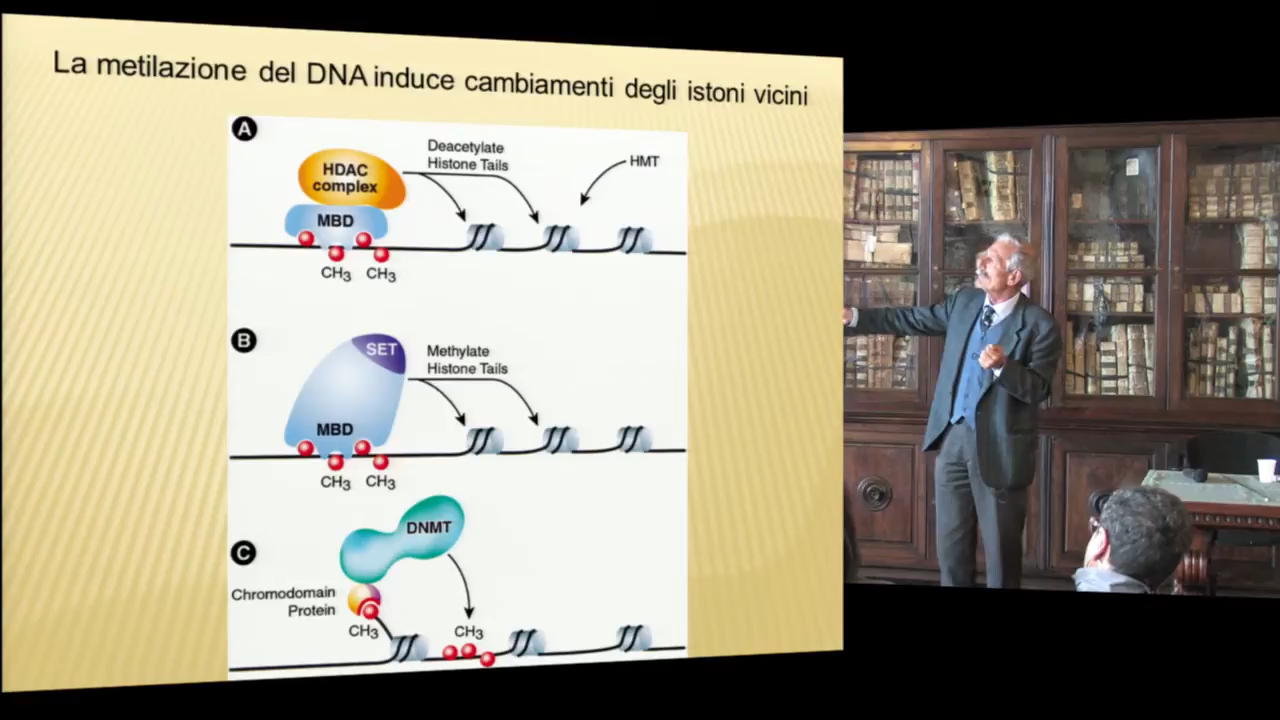 La metilazione del DNA induce cambiamenti degli istoni vicini
A
HDAC
complex
MBD
CH3 CH3
Deacetylate
Histone Tails
HMT
B
SET
MBD
CH3 CH3
Methylate
Histone Tails
C
DNMT
Chromodomain
Protein
CH3
CH3